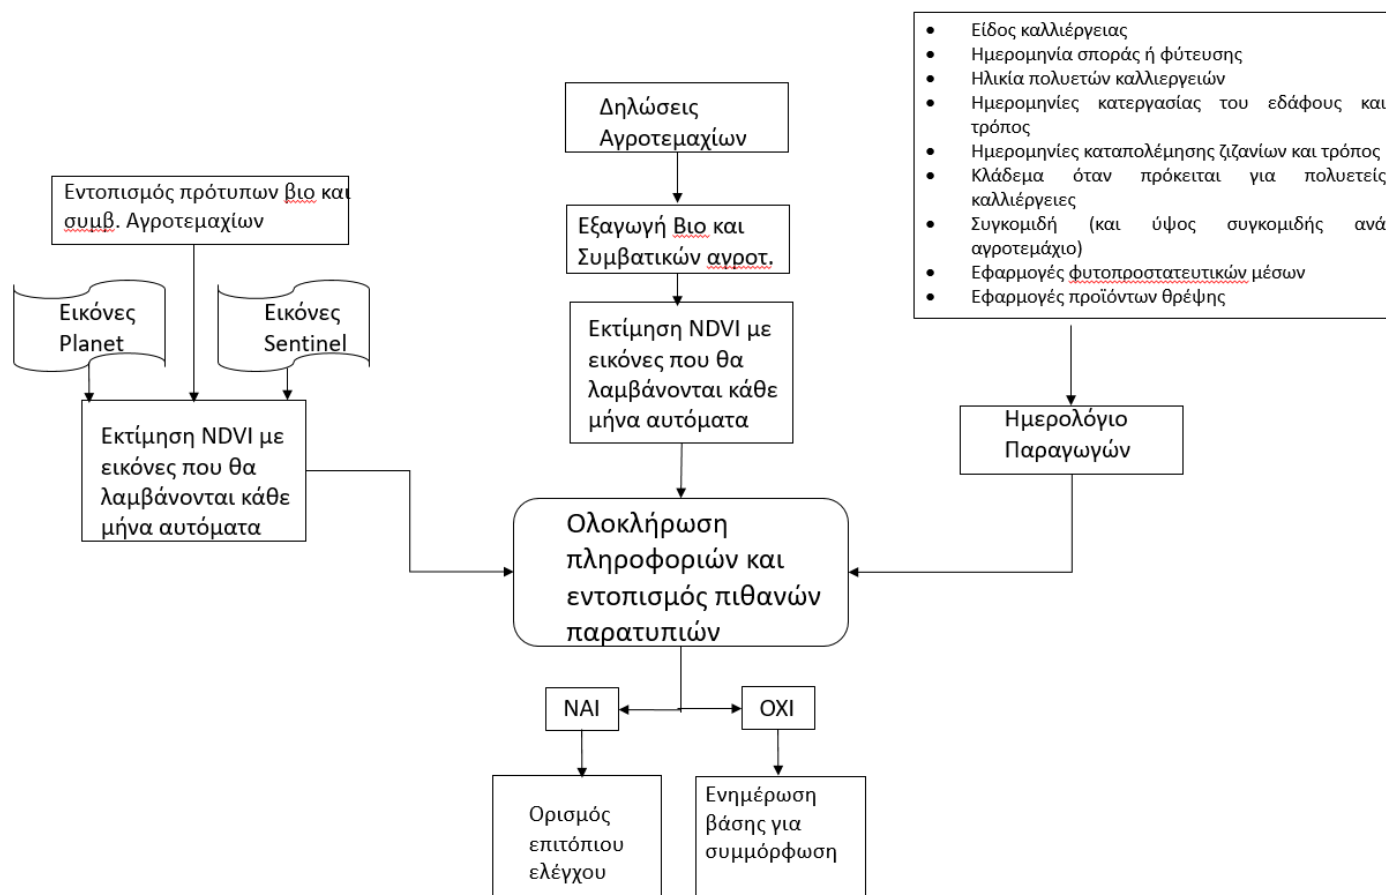 Εντοπισμός πρότυπων βιο και
συμβ. Αγροτεμαχίων
Εικόνες
Planet
Εικόνες
Sentinel
Εκτίμηση NDVI με
εικόνες που θα
λαμβάνονται κάθε
μήνα αυτόματα
Δηλώσεις
Αγροτεμαχίων
Εξαγωγή Βιο και
Συμβατικών αγροτ.
Εκτίμηση NDVI με
εικόνες που θα
λαμβάνονται κάθε
μήνα αυτόματα
• Είδος καλλιέργειας
• Ημερομηνία σποράς ή φύτευσης
• Ηλικία πολυετών καλλιεργειών
• Ημερομηνίες κατεργασίας του εδάφους και
τρόπος
• Ημερομηνίες καταπολέμησης ζιζανίων και τρόπος
• Κλάδεμα όταν πρόκειται για πολυετείς
καλλιέργειες
• Συγκομιδή (και ύψος συγκομιδής ανά
αγροτεμάχιο)
• Εφαρμογές φυτοπροστατευτικών μέσων
• Εφαρμογές προϊόντων θρέψης
Ημερολόγιο
Παραγωγών
Ολοκλήρωση
πληροφοριών και
εντοπισμός πιθανών
παρατυπιών
ΝΑΙ
ΟΧΙ
Ορισμός
επιτόπιου
ελέγχου
Ενημέρωση
βάσης για
συμμόρφωση